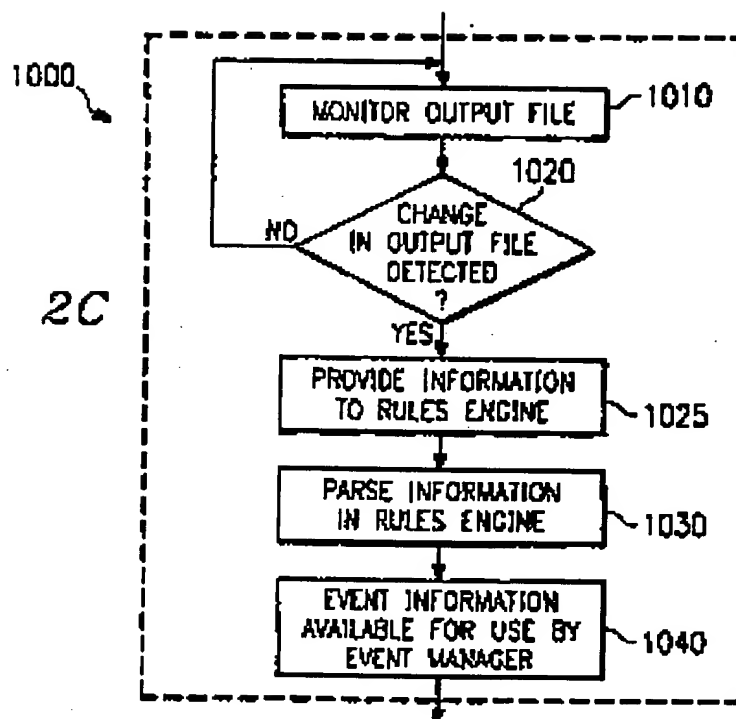 1000
MONITOR OUTPUT FILE
1010
1020
CHANGE
IN OUTPUT FILE
DETECTED
?
NO
2C
YES
PROVIDE INFORMATION
TO RULES ENGINE
1025
PARSE INFORMATION
IN RULES ENGINE
1030
EVENT INFORMATION
AVAILABLE FOR USE BY
EVENT MANAGER
1040